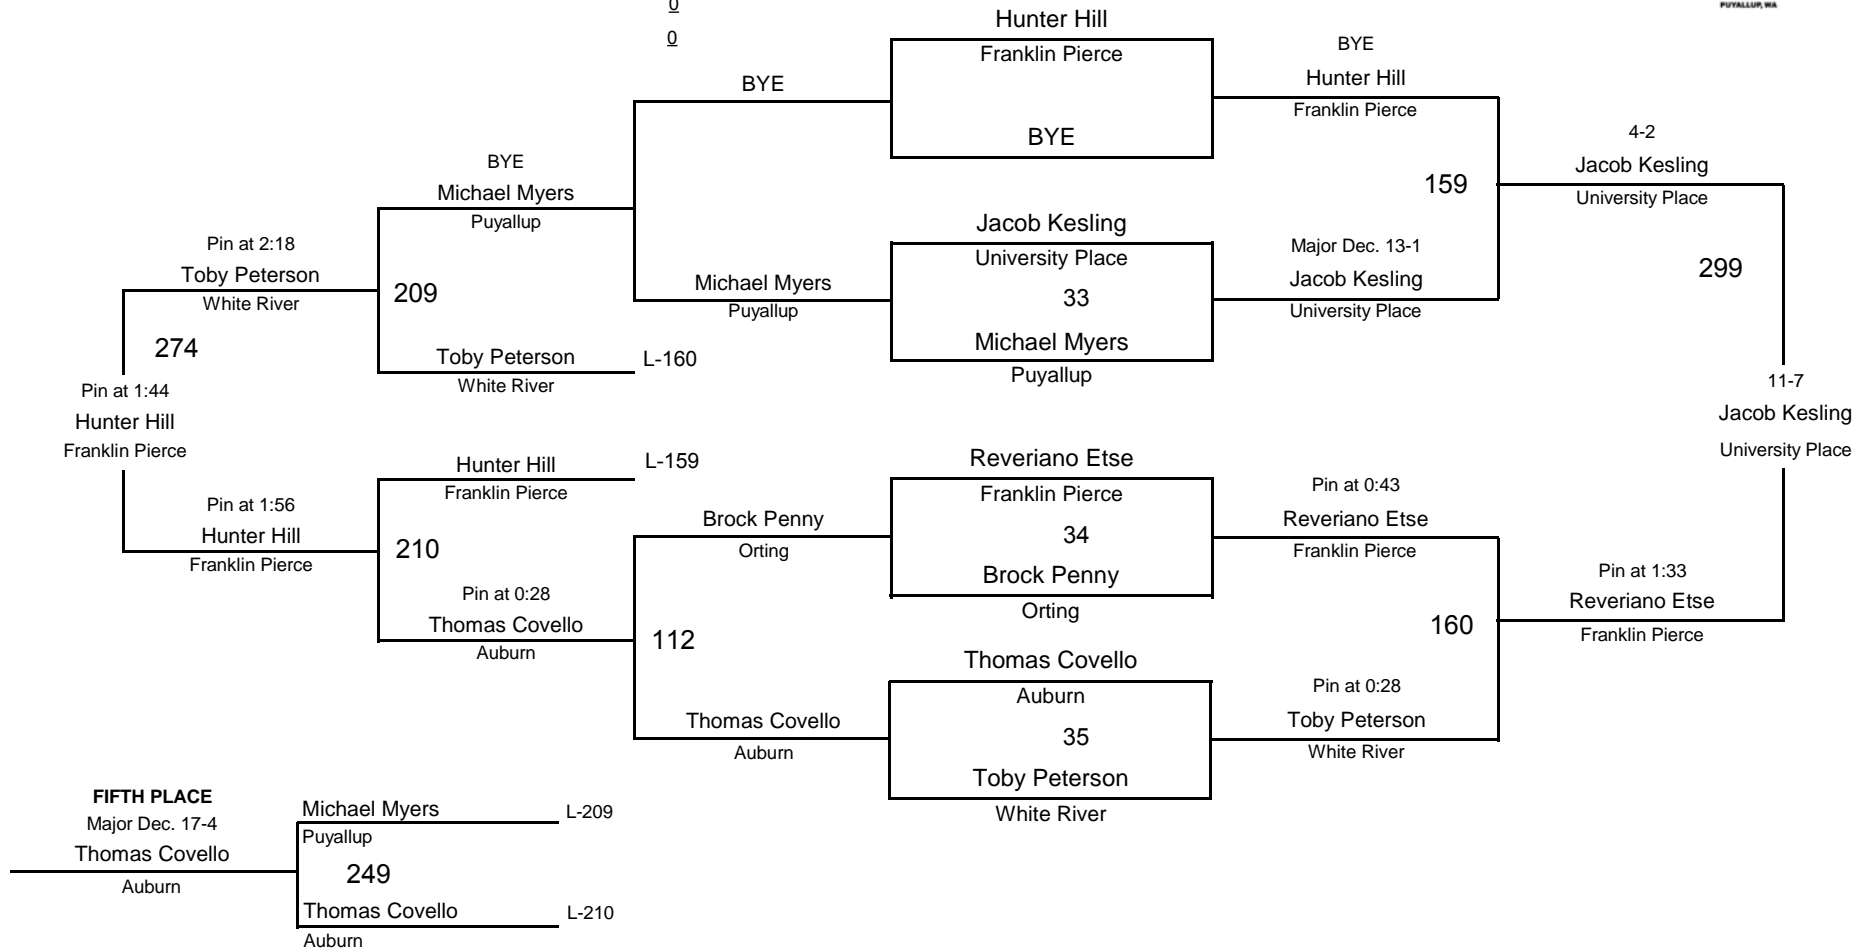 0
PUYALLUP, WA
0
Hunter Hill
Franklin Pierce
BYE
BYE
BYE
Hunter Hill
Franklin Pierce
4-2
Jacob Kesling
University Place
159
BYE
Michael Myers
Puyallup
Jacob Kesling
University Place
33
Michael Myers
Puyallup
Major Dec. 13-1
Jacob Kesling
University Place
299
Pin at 2:18
Toby Peterson
White River
209
Michael Myers
Puyallup
274
Toby Peterson
White River
L-160
Pin at 1:44
Hunter Hill
Franklin Pierce
11-7
Jacob Kesling
University Place
Hunter Hill
Franklin Pierce
L-159
Reveriano Etse
Franklin Pierce
34
Brock Penny
Orting
Pin at 0:43
Reveriano Etse
Franklin Pierce
Pin at 1:56
Hunter Hill
Franklin Pierce
210
Brock Penny
Orting
Pin at 0:28
Thomas Covello
Auburn
112
160
Pin at 1:33
Reveriano Etse
Franklin Pierce
Thomas Covello
Auburn
35
Toby Peterson
White River
Pin at 0:28
Toby Peterson
White River
Thomas Covello
Auburn
FIFTH PLACE
Major Dec. 17-4
Thomas Covello
Auburn
Michael Myers
Puyallup
L-209
249
Thomas Covello
Auburn
L-210